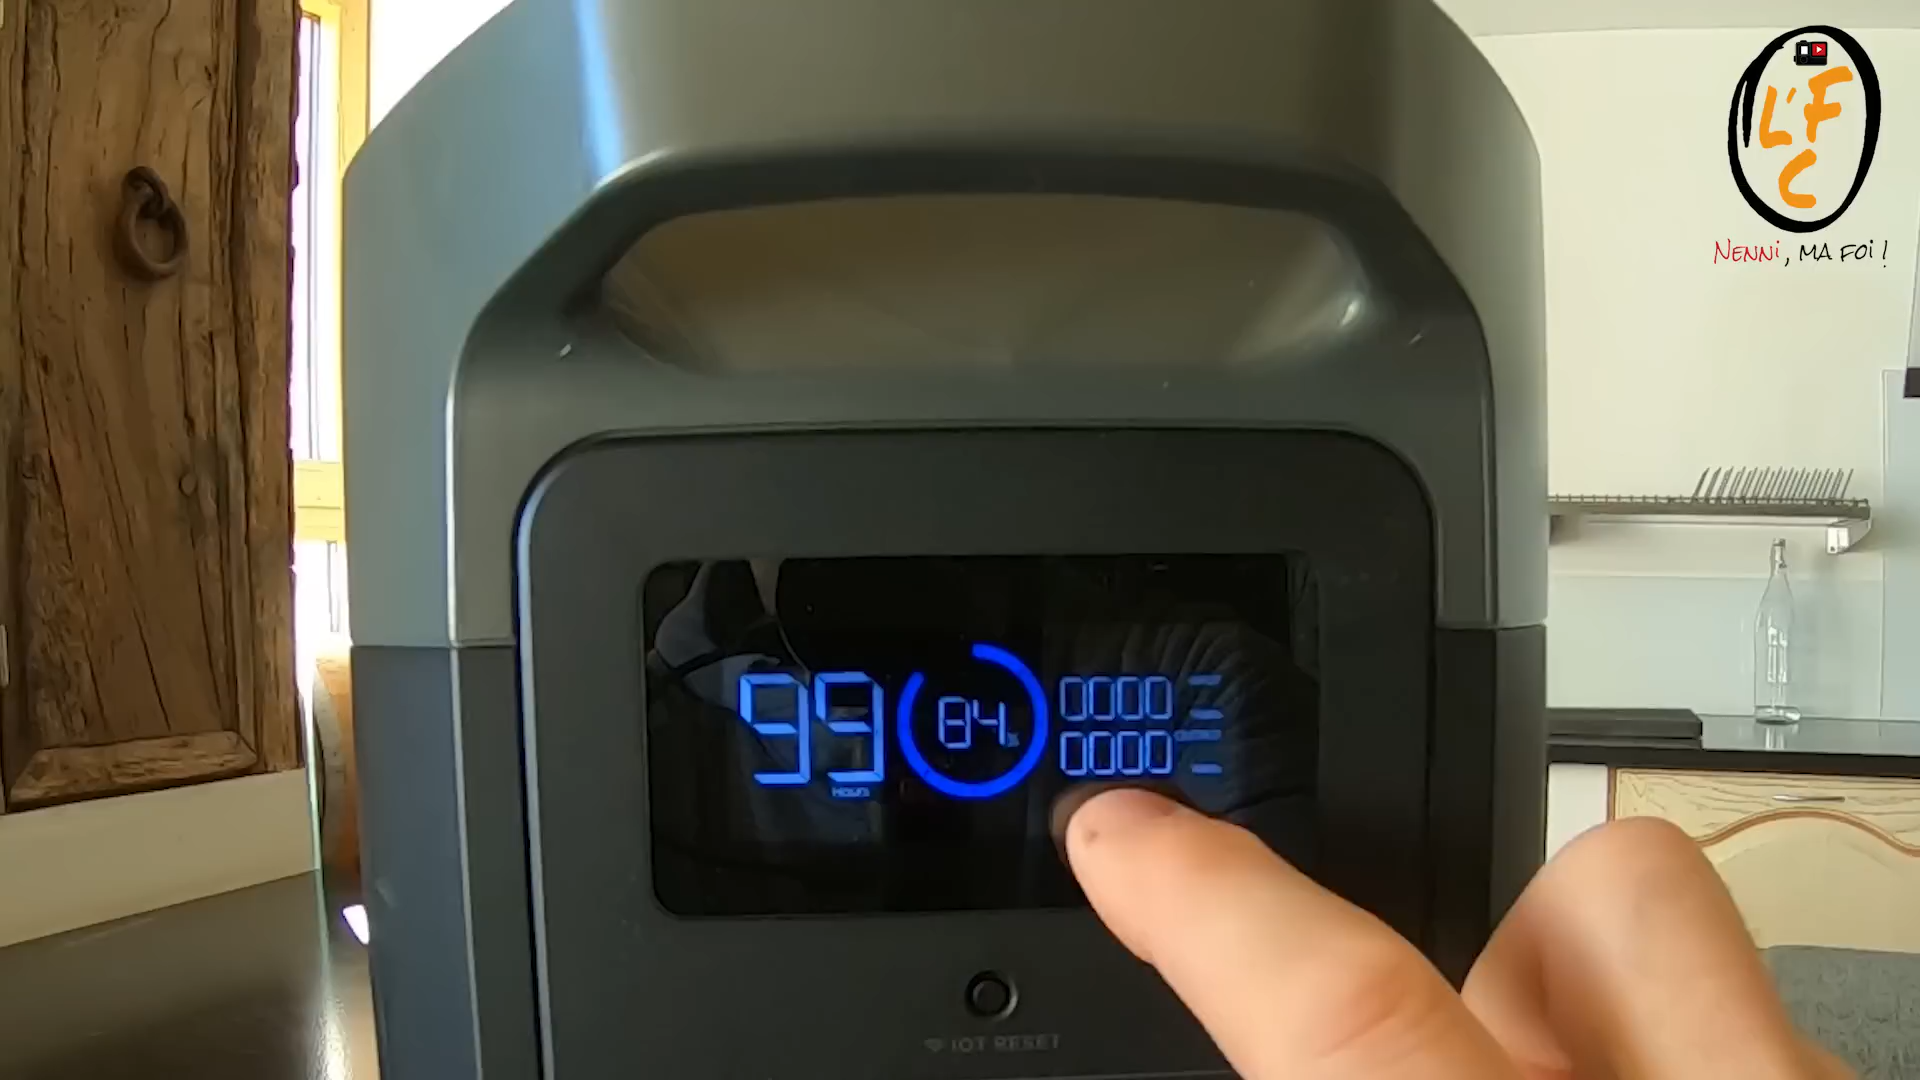 L'F
C
Nenni, ma foi !
99
Hours
84%
0000
0000
IOT RESET